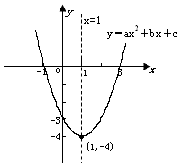 y
x=1
y=ax²+bx+c
-1
0
1
3
x
-3
-4
(1,-4)